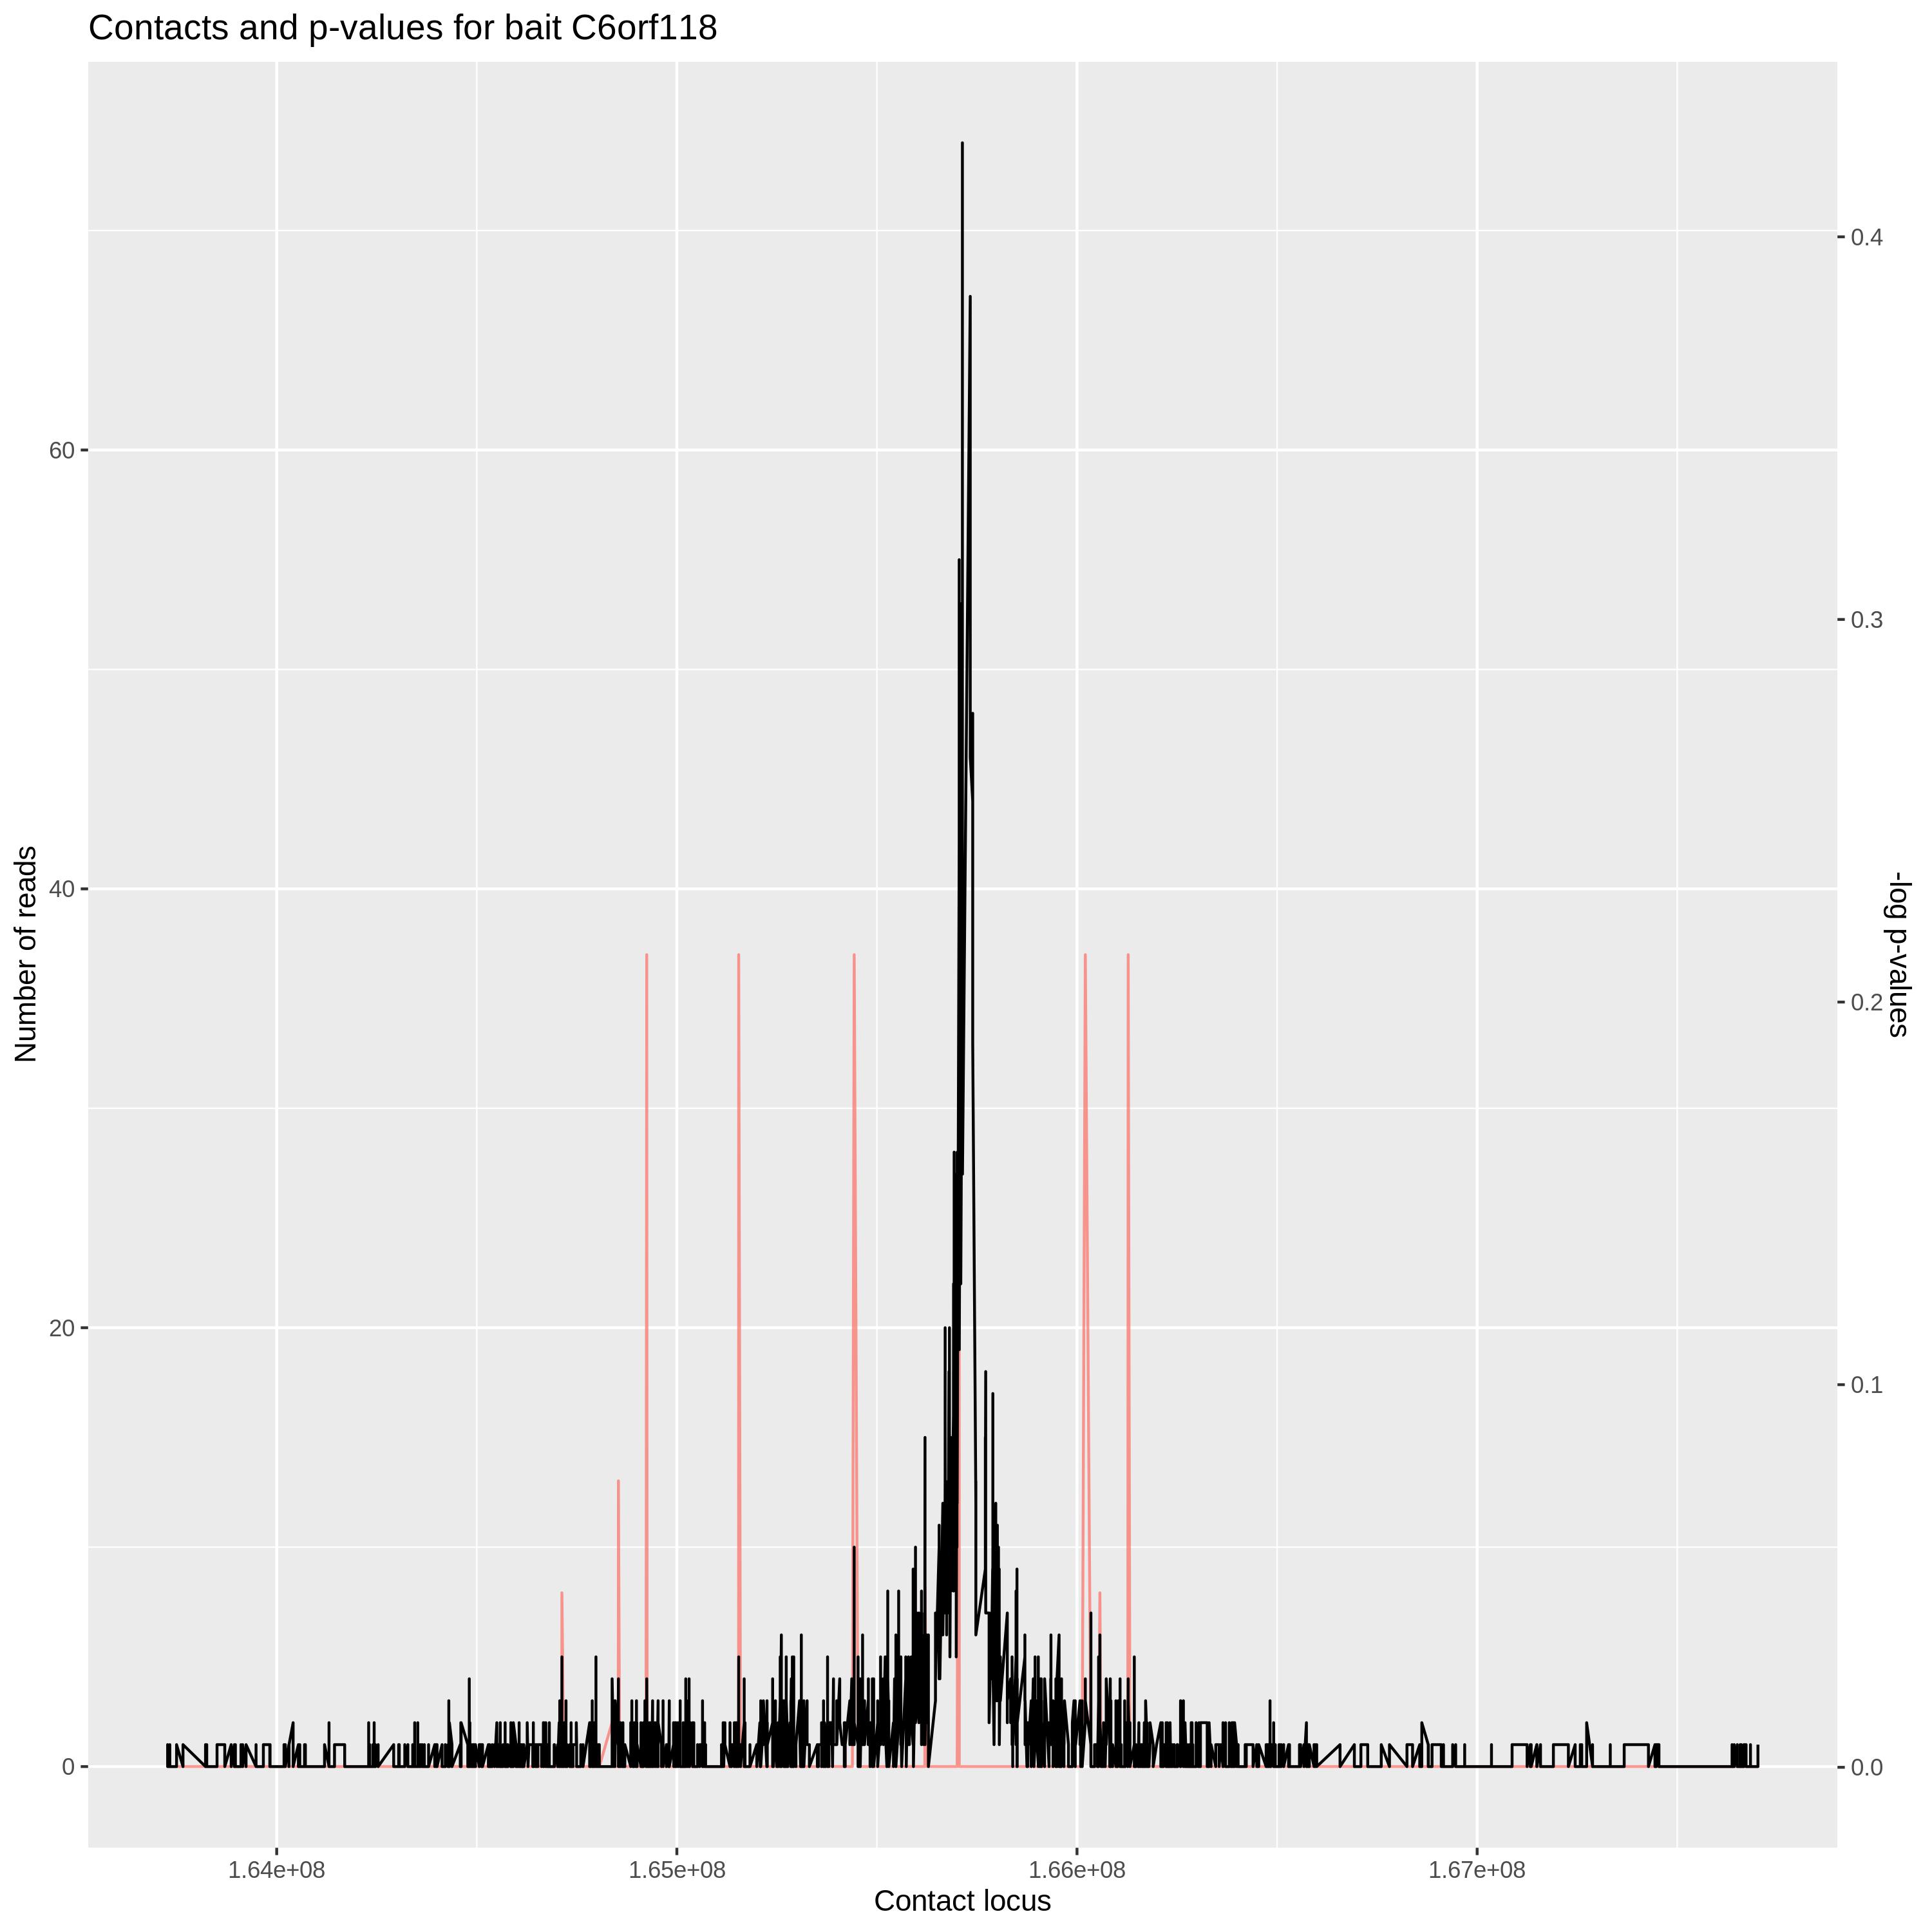 Contacts and p-values for bait C6orf118
Number of reads
60
40
20
0
0.4
0.3
0.2
0.1
0.0
-log p-values
1.64e+08
1.65e+08
1.66e+08
1.67e+08
Contact locus